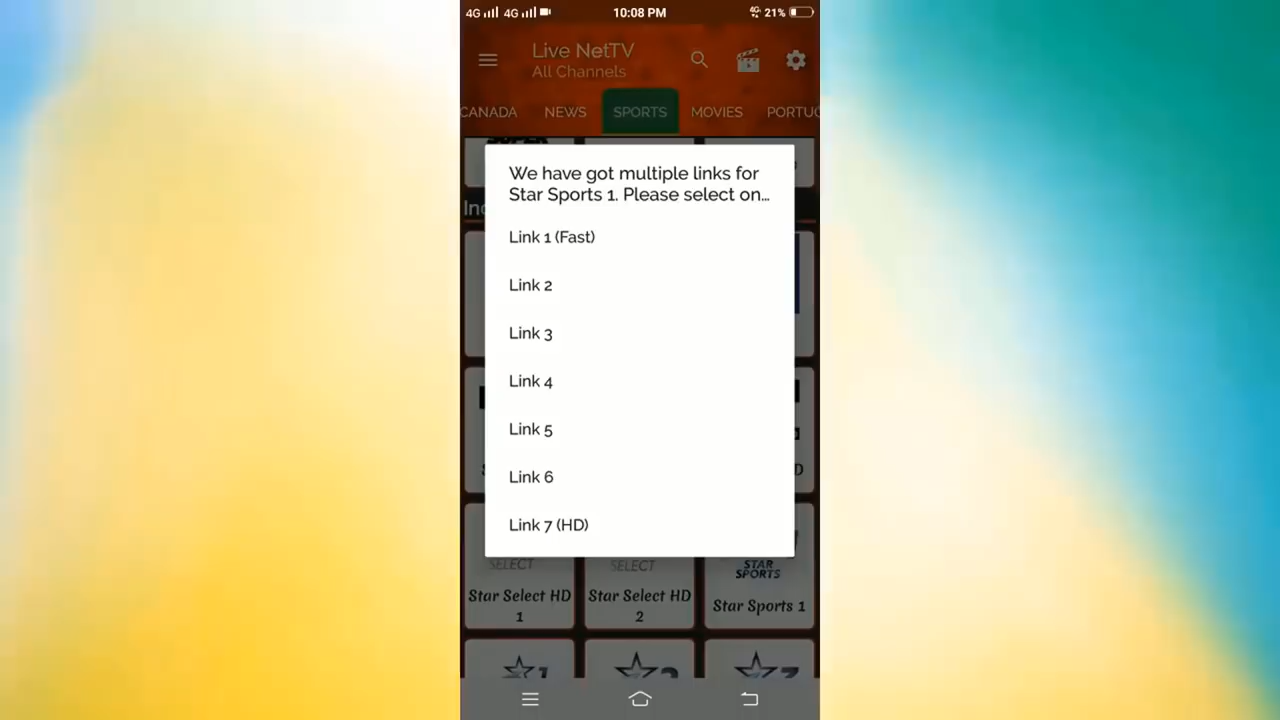 4G 4G 10:08 PM 4G 21%
Live NetTV
All Channels
CANADA NEWS SPORTS MOVIES PORTUG
We have got multiple links for
Star Sports 1. Please select on...
Link 1 (Fast)
Link 2
Link 3
Link 4
Link 5
Link 6
Link 7 (HD)
SELECT SELECT STAR
SPORTS
Star Select HD
1
Star Select HD
2
Star Sports 1